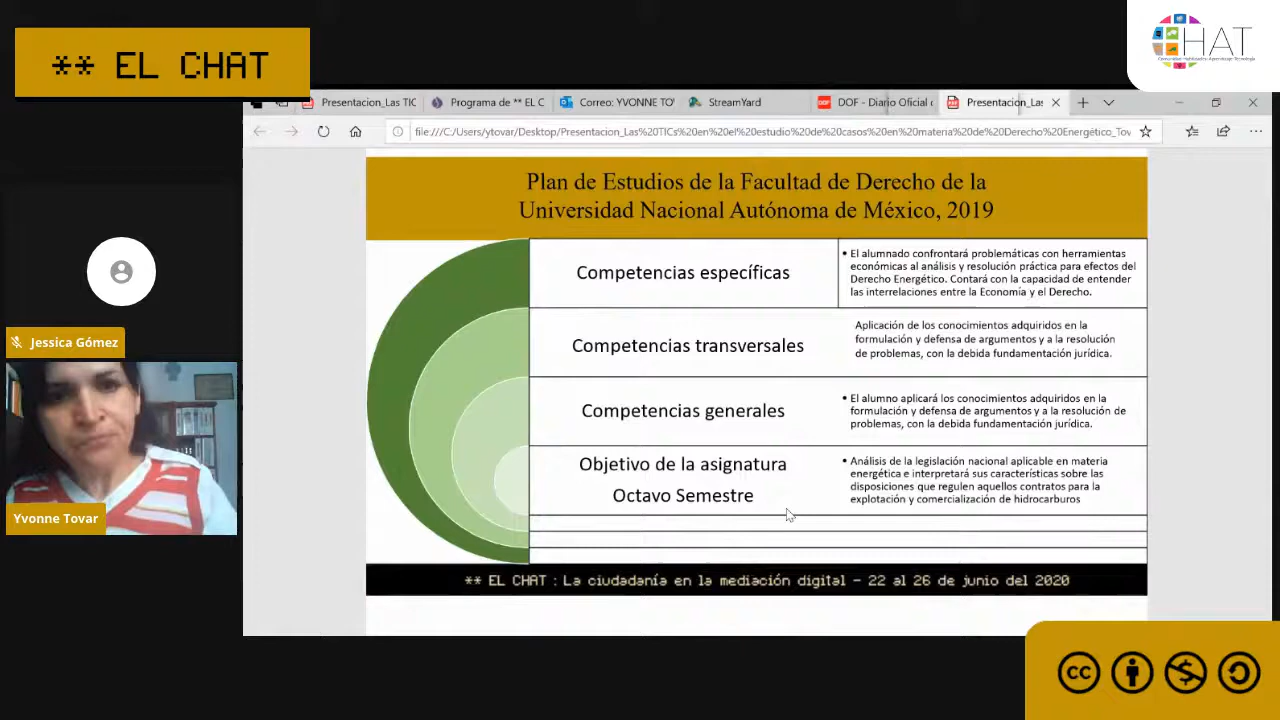 ** EL CHAT
HAT
Presentacion_Las TIC
Programa de ** EL C
Correo: YVONNE TO
StreamYard
DOF - Diario Oficial
Presentacion_Las
file:///C:/Users/ytovar/Desktop/Presentacion_Las%20TICs%20en%20el%20estudio%20de%20casos%20en%20materia%20de%20Derecho%20Energético_Tov
Plan de Estudios de la Facultad de Derecho de la
Universidad Nacional Autónoma de México, 2019
Competencias específicas
• El alumnado confrontará problemáticas con herramientas
económicas al análisis y resolución práctica para efectos del
Derecho Energético. Contará con la capacidad de entender
las interrelaciones entre la Economía y el Derecho.
Competencias transversales
Aplicación de los conocimientos adquiridos en la
formulación y defensa de argumentos y a la resolución
de problemas, con la debida fundamentación jurídica.
Competencias generales
• El alumno aplicará los conocimientos adquiridos en la
formulación y defensa de argumentos y a la resolución de
problemas, con la debida fundamentación jurídica.
Objetivo de la asignatura
Octavo Semestre
• Análisis de la legislación nacional aplicable en materia
energética e interpretará sus características sobre las
disposiciones que regulen aquellos contratos para la
explotación y comercialización de hidrocarburos
** EL CHAT : La ciudadanía en la mediación digital – 22 al 26 de junio del 2020
Jessica Gómez
Yvonne Tovar
cc